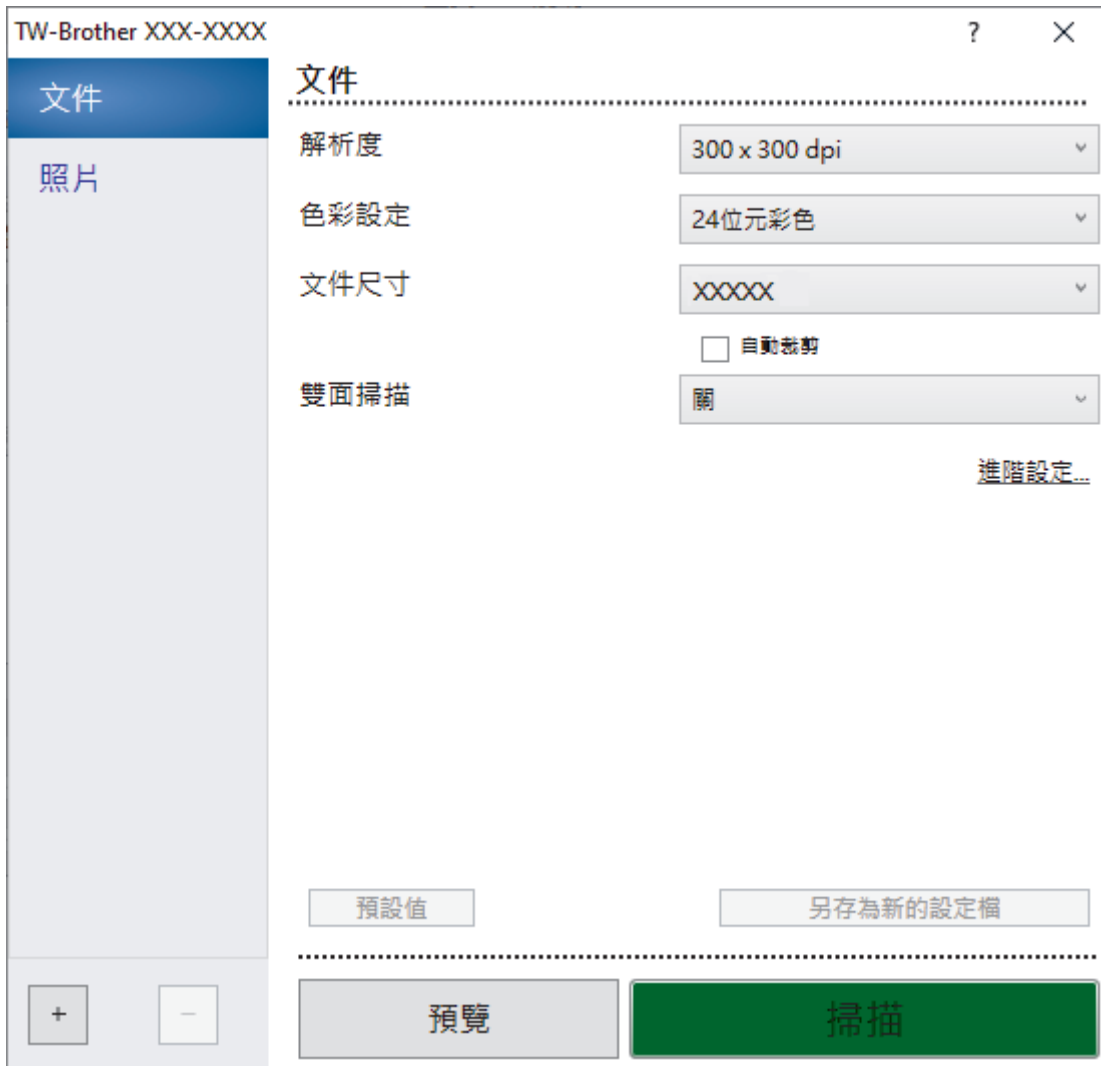 TW-Brother XXX-XXXX ?
文件
照片
文件
解析度 300 x 300 dpi
色彩設定 24位元彩色
文件尺寸 XXXXX
自動裁剪
雙面掃描 關
進階設定...
預設值 另存為新的設定檔
+ − 預覽 掃描